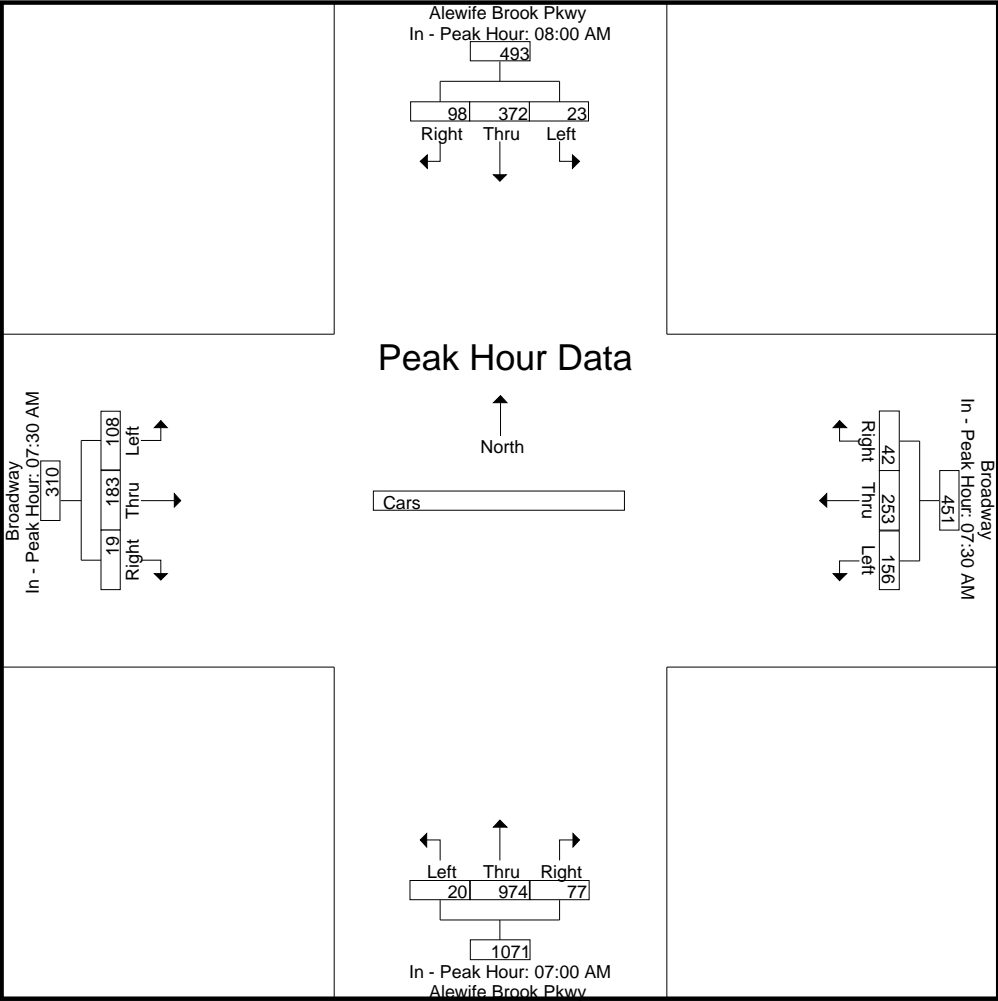 Alewife Brook Pkwy
In - Peak Hour: 08:00 AM
493
98 372 23
Right Thru Left
Peak Hour Data
North
Cars
Broadway
In - Peak Hour: 07:30 AM
310
108 183 19
Left Thru Right
Broadway
In - Peak Hour: 07:30 AM
451
42 253 156
Right Thru Left
Left Thru Right
20 974 77
1071
In - Peak Hour: 07:00 AM
Alewife Brook Pkwy